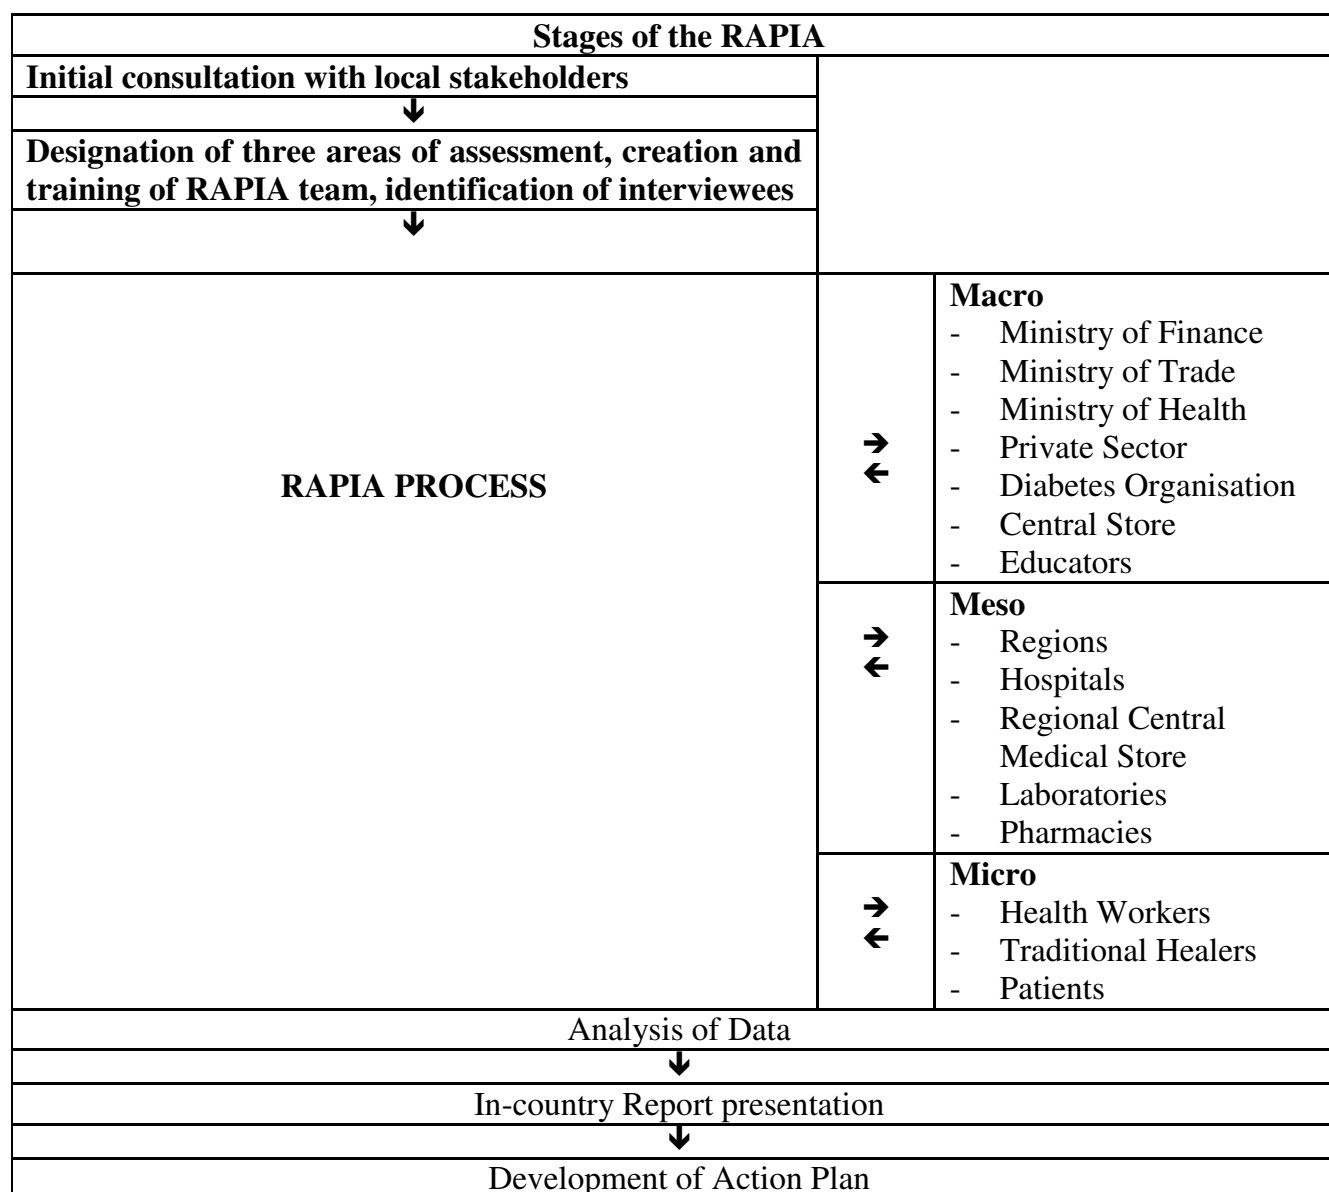 Stages of the RAPIA
Initial consultation with local stakeholders
🡻
Designation of three areas of assessment, creation and
training of RAPIA team, identification of interviewees
🡻
RAPIA PROCESS
🡺
🡸
Macro
- Ministry of Finance
- Ministry of Trade
- Ministry of Health
- Private Sector
- Diabetes Organisation
- Central Store
- Educators
🡺
🡸
Meso
- Regions
- Hospitals
- Regional Central
Medical Store
- Laboratories
- Pharmacies
🡺
🡸
Micro
- Health Workers
- Traditional Healers
- Patients
Analysis of Data
🡻
In-country Report presentation
🡻
Development of Action Plan